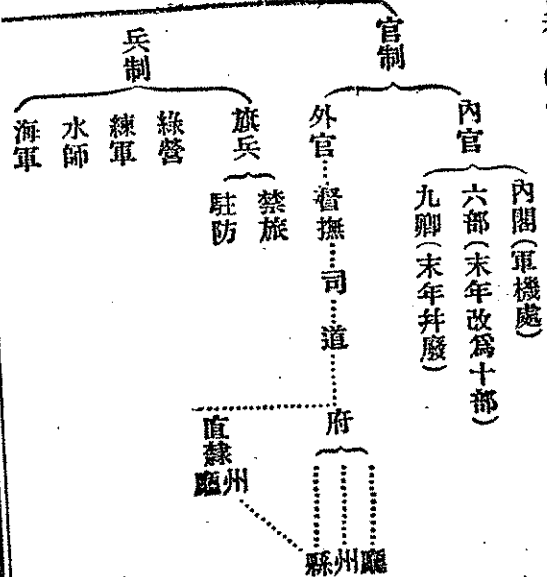 官制
內官
內閣(軍機處)
六部(末年改爲十部)
九卿(末年幷廢)
外官
督撫
司
道
府
廳
州
縣
直隸
州
廳
兵制
旗兵
禁旅
駐防
綠營
練軍
水師
海軍